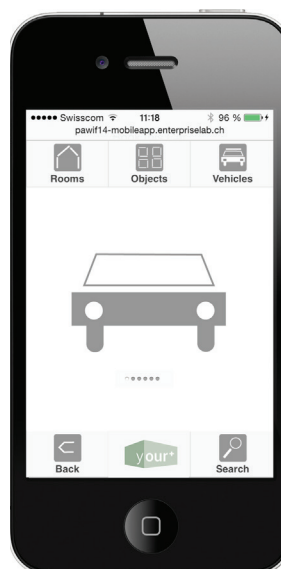 Swisscom 11:18 96 %
pawif14-mobileapp.enterpriselab.ch
Rooms Objects Vehicles
your+
Back Search